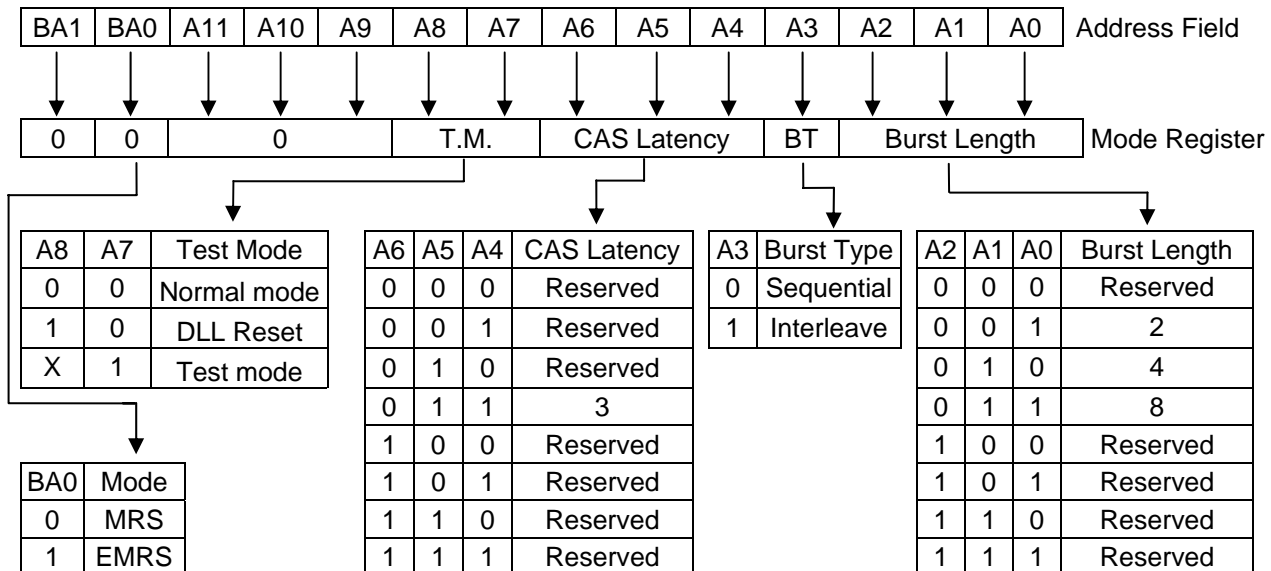 BA1 BA0 A11 A10 A9 A8 A7 A6 A5 A4 A3 A2 A1 A0 Address Field
0 0 0 T.M. CAS Latency BT Burst Length Mode Register
A8 A7 Test Mode
0 0 Normal mode
1 0 DLL Reset
X 1 Test mode
BA0 Mode
0 MRS
1 EMRS
A6 A5 A4 CAS Latency
0 0 0 Reserved
0 0 1 Reserved
0 1 0 Reserved
0 1 1 3
1 0 0 Reserved
1 0 1 Reserved
1 1 0 Reserved
1 1 1 Reserved
A3 Burst Type
0 Sequential
1 Interleave
A2 A1 A0 Burst Length
0 0 0 Reserved
0 0 1 2
0 1 0 4
0 1 1 8
1 0 0 Reserved
1 0 1 Reserved
1 1 0 Reserved
1 1 1 Reserved